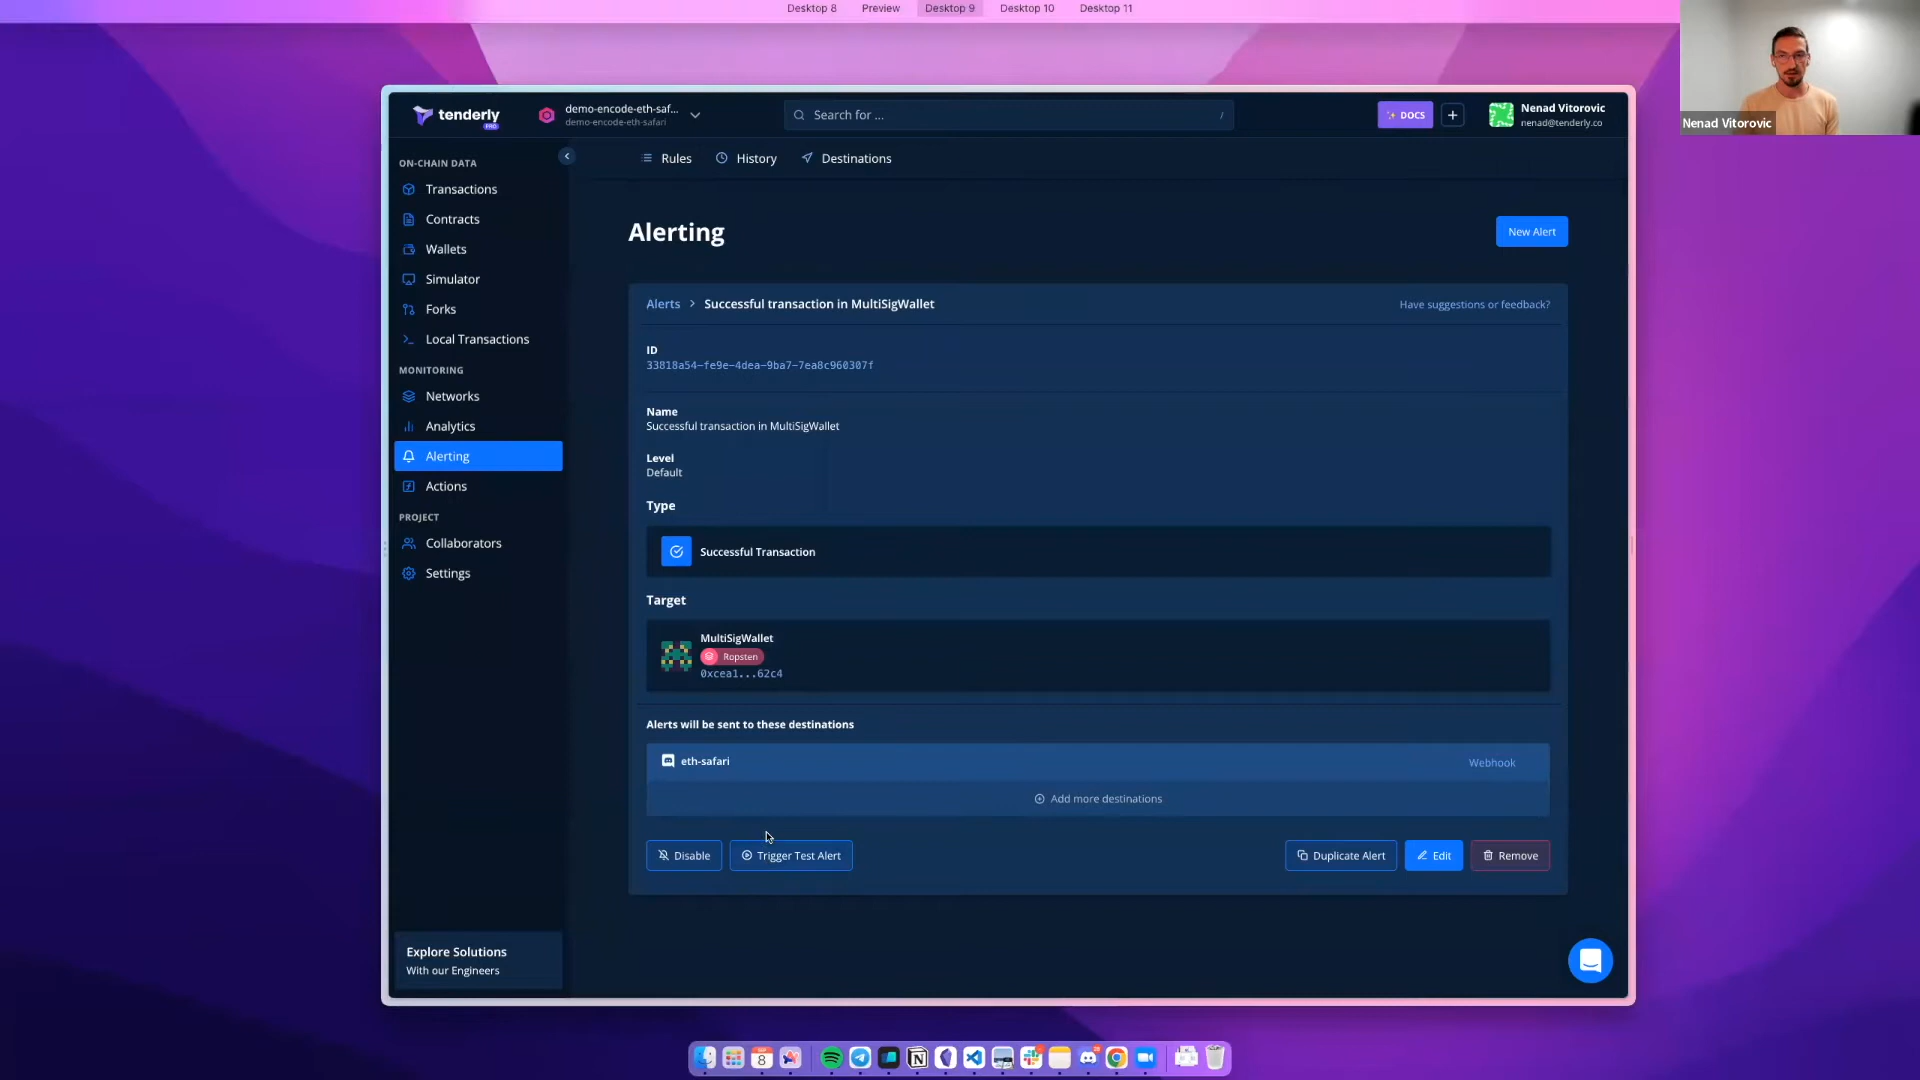 Desktop 8
Preview
Desktop 9
Desktop 10
Desktop 11
Nenad Vitorovic
tenderly
PRO
demo-encode-eth-saf...
demo-encode-eth-safari
Search for ...
/
DOCS
Nenad Vitorovic
nenad@tenderly.co
ON-CHAIN DATA
Transactions
Contracts
Wallets
Simulator
Forks
Local Transactions
MONITORING
Networks
Analytics
Alerting
Actions
PROJECT
Collaborators
Settings
Explore Solutions
With our Engineers
Rules
History
Destinations
Alerting
New Alert
Alerts > Successful transaction in MultiSigWallet
Have suggestions or feedback?
ID
33818a54-fe9e-4dea-9ba7-7ea8c960307f
Name
Successful transaction in MultiSigWallet
Level
Default
Type
Successful Transaction
Target
MultiSigWallet
Ropsten
0xcea1...62c4
Alerts will be sent to these destinations
eth-safari
Webhook
Add more destinations
Disable
Trigger Test Alert
Duplicate Alert
Edit
Remove
8